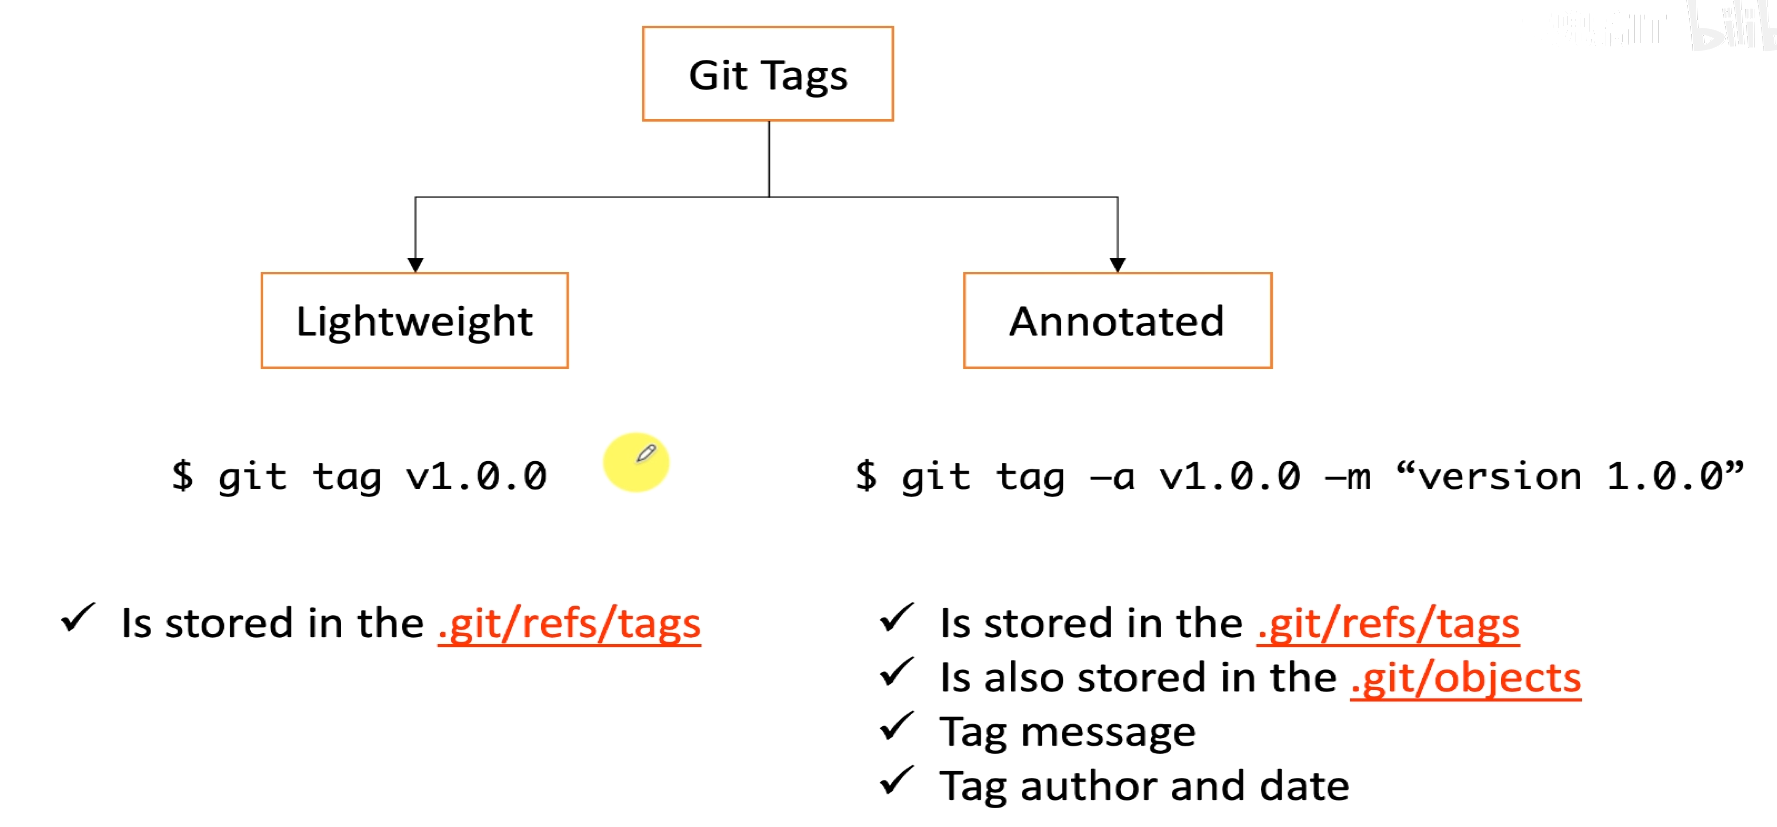 Git Tags
Lightweight
Annotated
$ git tag v1.0.0
$ git tag –a v1.0.0 –m “version 1.0.0”
✓ Is stored in the .git/refs/tags
✓ Is stored in the .git/refs/tags
✓ Is also stored in the .git/objects
✓ Tag message
✓ Tag author and date